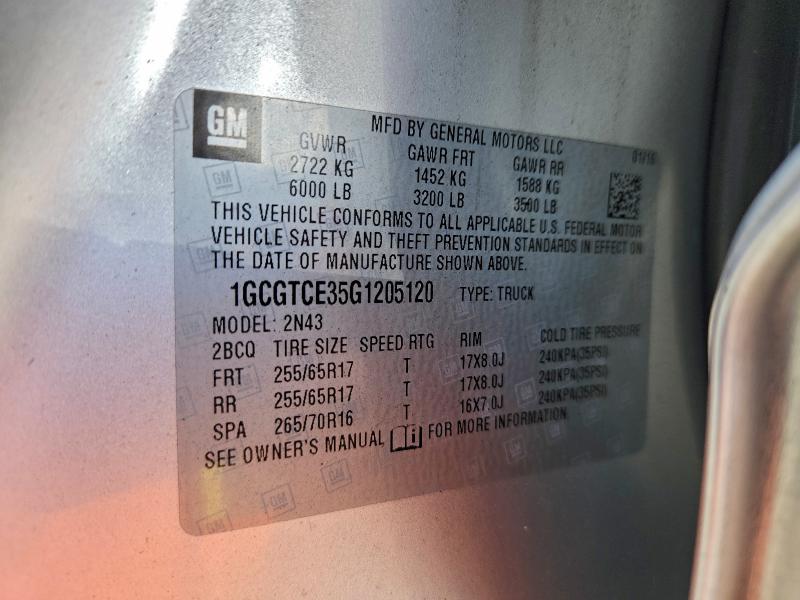 GM
MFD BY GENERAL MOTORS LLC 01/16
GVWR GAWR FRT GAWR RR
2722 KG 1452 KG 1588 KG
6000 LB 3200 LB 3500 LB
THIS VEHICLE CONFORMS TO ALL APPLICABLE U.S. FEDERAL MOTOR
VEHICLE SAFETY AND THEFT PREVENTION STANDARDS IN EFFECT ON
THE DATE OF MANUFACTURE SHOWN ABOVE.
1GCGTCE35G1205120 TYPE: TRUCK
MODEL: 2N43
2BCQ TIRE SIZE SPEED RTG RIM COLD TIRE PRESSURE
FRT 255/65R17 T 17X8.0J 240KPA(35PSI)
RR 255/65R17 T 17X8.0J 240KPA(35PSI)
SPA 265/70R16 T 16X7.0J 240KPA(35PSI)
SEE OWNER'S MANUAL FOR MORE INFORMATION